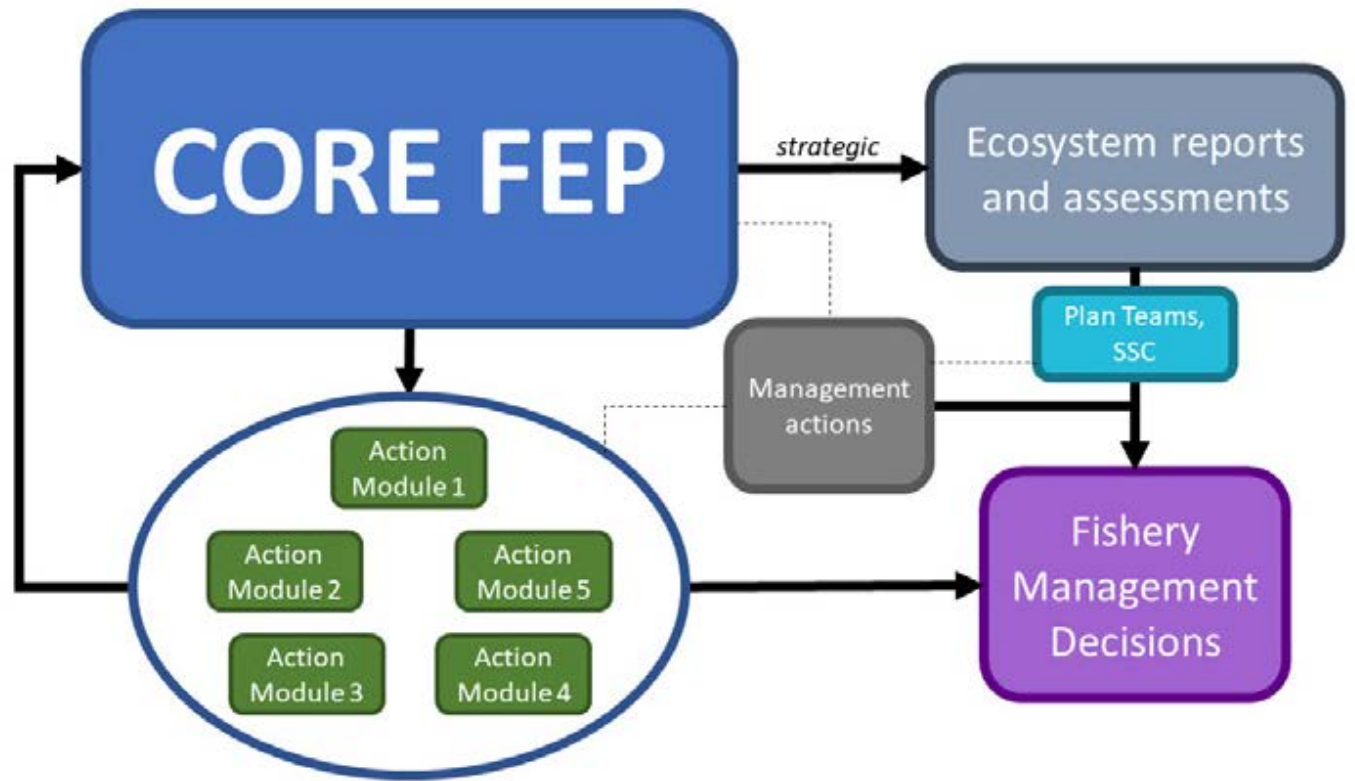 CORE FEP
strategic
Ecosystem reports
and assessments
Plan Teams,
SSC
Management
actions
Action
Module 1
Action
Module 2
Action
Module 5
Action
Module 3
Action
Module 4
Fishery
Management
Decisions